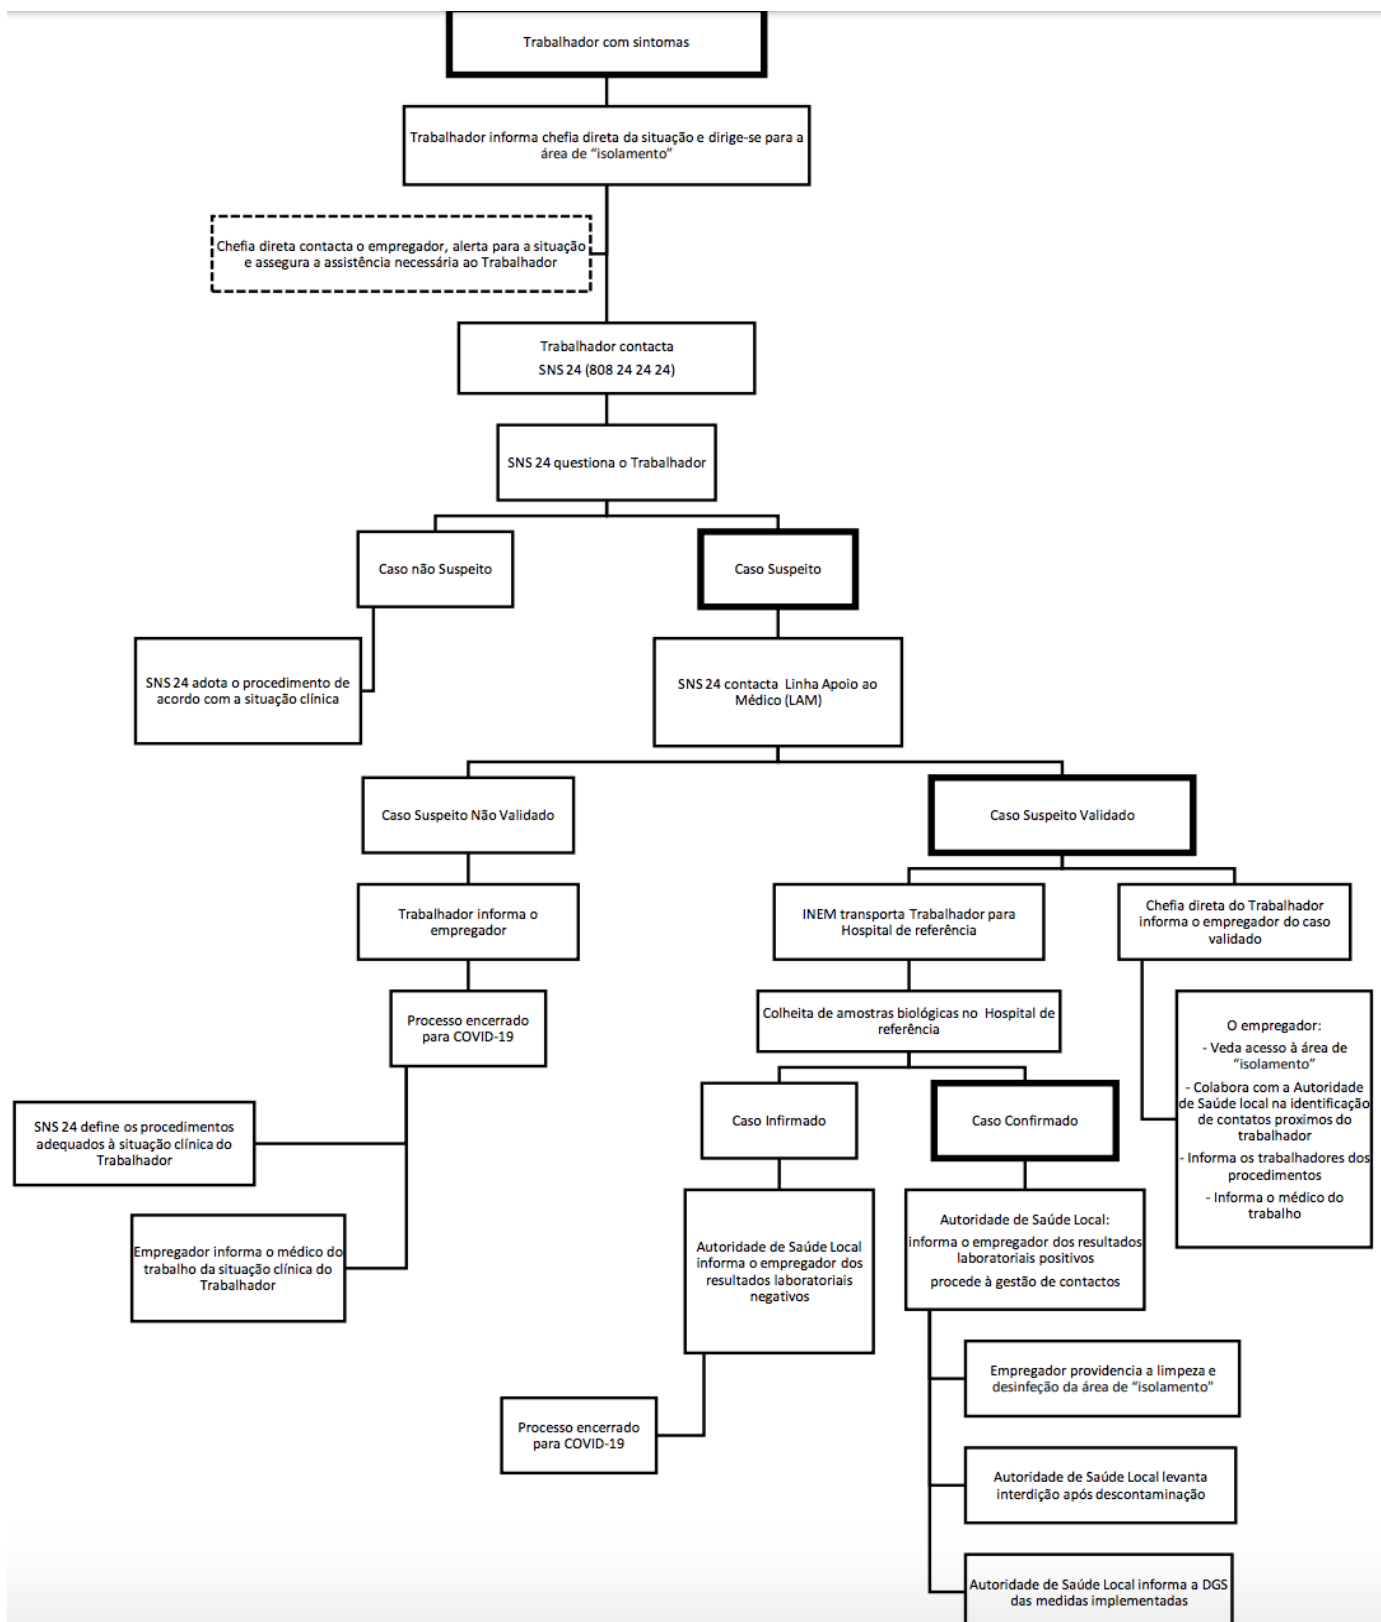 Trabalhador com sintomas
Trabalhador informa chefia direta da situação e dirige-se para a
área de “isolamento”
Chefia direta contacta o empregador, alerta para a situação
e assegura a assistência necessária ao Trabalhador
Trabalhador contacta
SNS 24 (808 24 24 24)
SNS 24 questiona o Trabalhador
Caso não Suspeito
Caso Suspeito
SNS 24 adota o procedimento de
acordo com a situação clínica
SNS 24 contacta Linha Apoio ao
Médico (LAM)
Caso Suspeito Não Validado
Caso Suspeito Validado
Trabalhador informa o
empregador
INEM transporta Trabalhador para
Hospital de referência
Chefia direta do Trabalhador
informa o empregador do caso
validado
Processo encerrado
para COVID-19
Colheita de amostras biológicas no Hospital de
referência
O empregador:
- Veda acesso à área de
“isolamento”
- Colabora com a Autoridade
de Saúde local na identificação
de contatos proximos do
trabalhador
- Informa os trabalhadores dos
procedimentos
- Informa o médico do
trabalho
SNS 24 define os procedimentos
adequados à situação clínica do
Trabalhador
Caso Infirmado
Caso Confirmado
Empregador informa o médico do
trabalho da situação clínica do
Trabalhador
Autoridade de Saúde Local
informa o empregador dos
resultados laboratoriais
negativos
Autoridade de Saúde Local:
informa o empregador dos resultados
laboratoriais positivos
procede à gestão de contactos
Processo encerrado
para COVID-19
Empregador providencia a limpeza e
desinfeção da área de “isolamento"
Autoridade de Saúde Local levanta
interdição após descontaminação
Autoridade de Saúde Local informa a DGS
das medidas implementadas